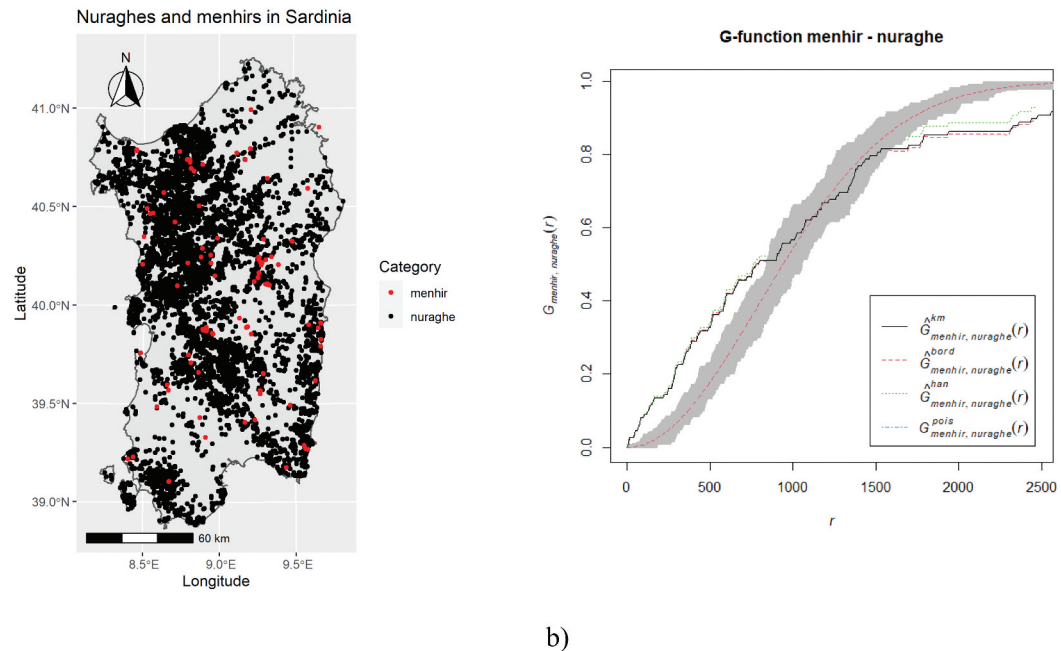 Nuraghes and menhirs in Sardinia
N
41.0°N
40.5°N
40.0°N
39.5°N
39.0°N
Latitude
60 km
8.5°E 9.0°E 9.5°E
Longitude
Category
menhir
nuraghe
G-function menhir - nuraghe
1.0
0.8
0.6
0.4
0.2
0.0
G menhir, nuraghe (r)
Ĝ km menhir, nuraghe (r)
Ĝ bord menhir, nuraghe (r)
Ĝ han menhir, nuraghe (r)
G pois menhir, nuraghe (r)
0 500 1000 1500 2000 2500
r
b)